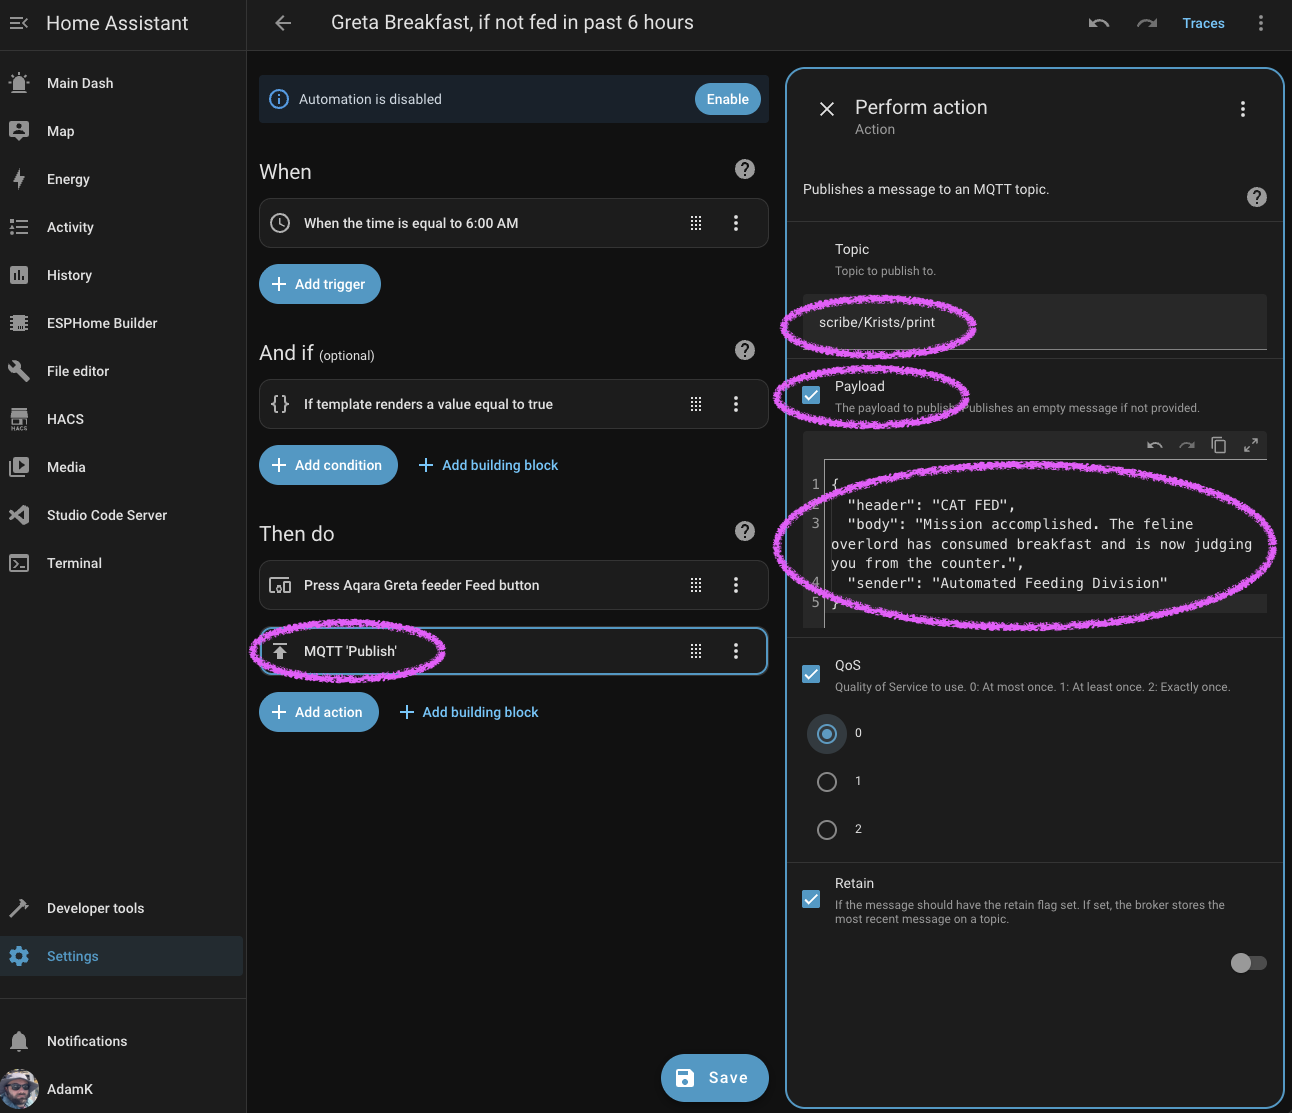 Home Assistant
Main Dash
Map
Energy
Activity
History
ESPHome Builder
File editor
HACS
HACS
Media
Studio Code Server
Terminal
Developer tools
Settings
Notifications
AdamK
Greta Breakfast, if not fed in past 6 hours
Traces
Automation is disabled
Enable
When
When the time is equal to 6:00 AM
Add trigger
And if (optional)
If template renders a value equal to true
Add condition
Add building block
Then do
Press Aqara Greta feeder Feed button
MQTT 'Publish'
Add action
Add building block
Save
Perform action
Action
Publishes a message to an MQTT topic.
Topic
Topic to publish to.
scribe/Krists/print
Payload
The payload to publish. Publishes an empty message if not provided.
1 {
2 "header": "CAT FED",
3 "body": "Mission accomplished. The feline
overlord has consumed breakfast and is now judging
you from the counter.",
4 "sender": "Automated Feeding Division"
5 }
QoS
Quality of Service to use. 0: At most once. 1: At least once. 2: Exactly once.
0
1
2
Retain
If the message should have the retain flag set. If set, the broker stores the
most recent message on a topic.